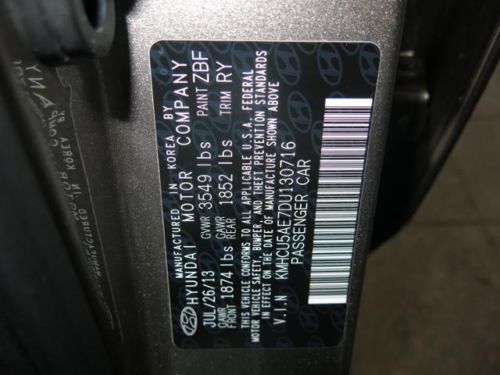 MANUFACTURED IN KOREA BY
HYUNDAI MOTOR COMPANY
JUL/26/13 GVWR 3549 lbs PAINT ZBF
GAWR FRONT 1874 lbs GAWR REAR 1852 lbs TRIM RY
THIS VEHICLE CONFORMS TO ALL APPLICABLE U.S.A. FEDERAL
MOTOR VEHICLE SAFETY, BUMPER, AND THEFT PREVENTION STANDARDS
IN EFFECT ON THE DATE OF MANUFACTURE SHOWN ABOVE
V.I.N KMHCU5AE7DU130716
PASSENGER CAR